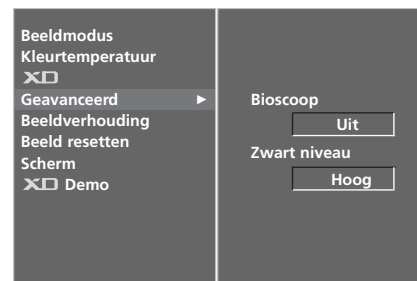 Beeldmodus
Kleurtemperatuur
XD
Geavanceerd ►
Beeldverhouding
Beeld resetten
Scherm
XD Demo
Bioscoop
Uit
Zwart niveau
Hoog